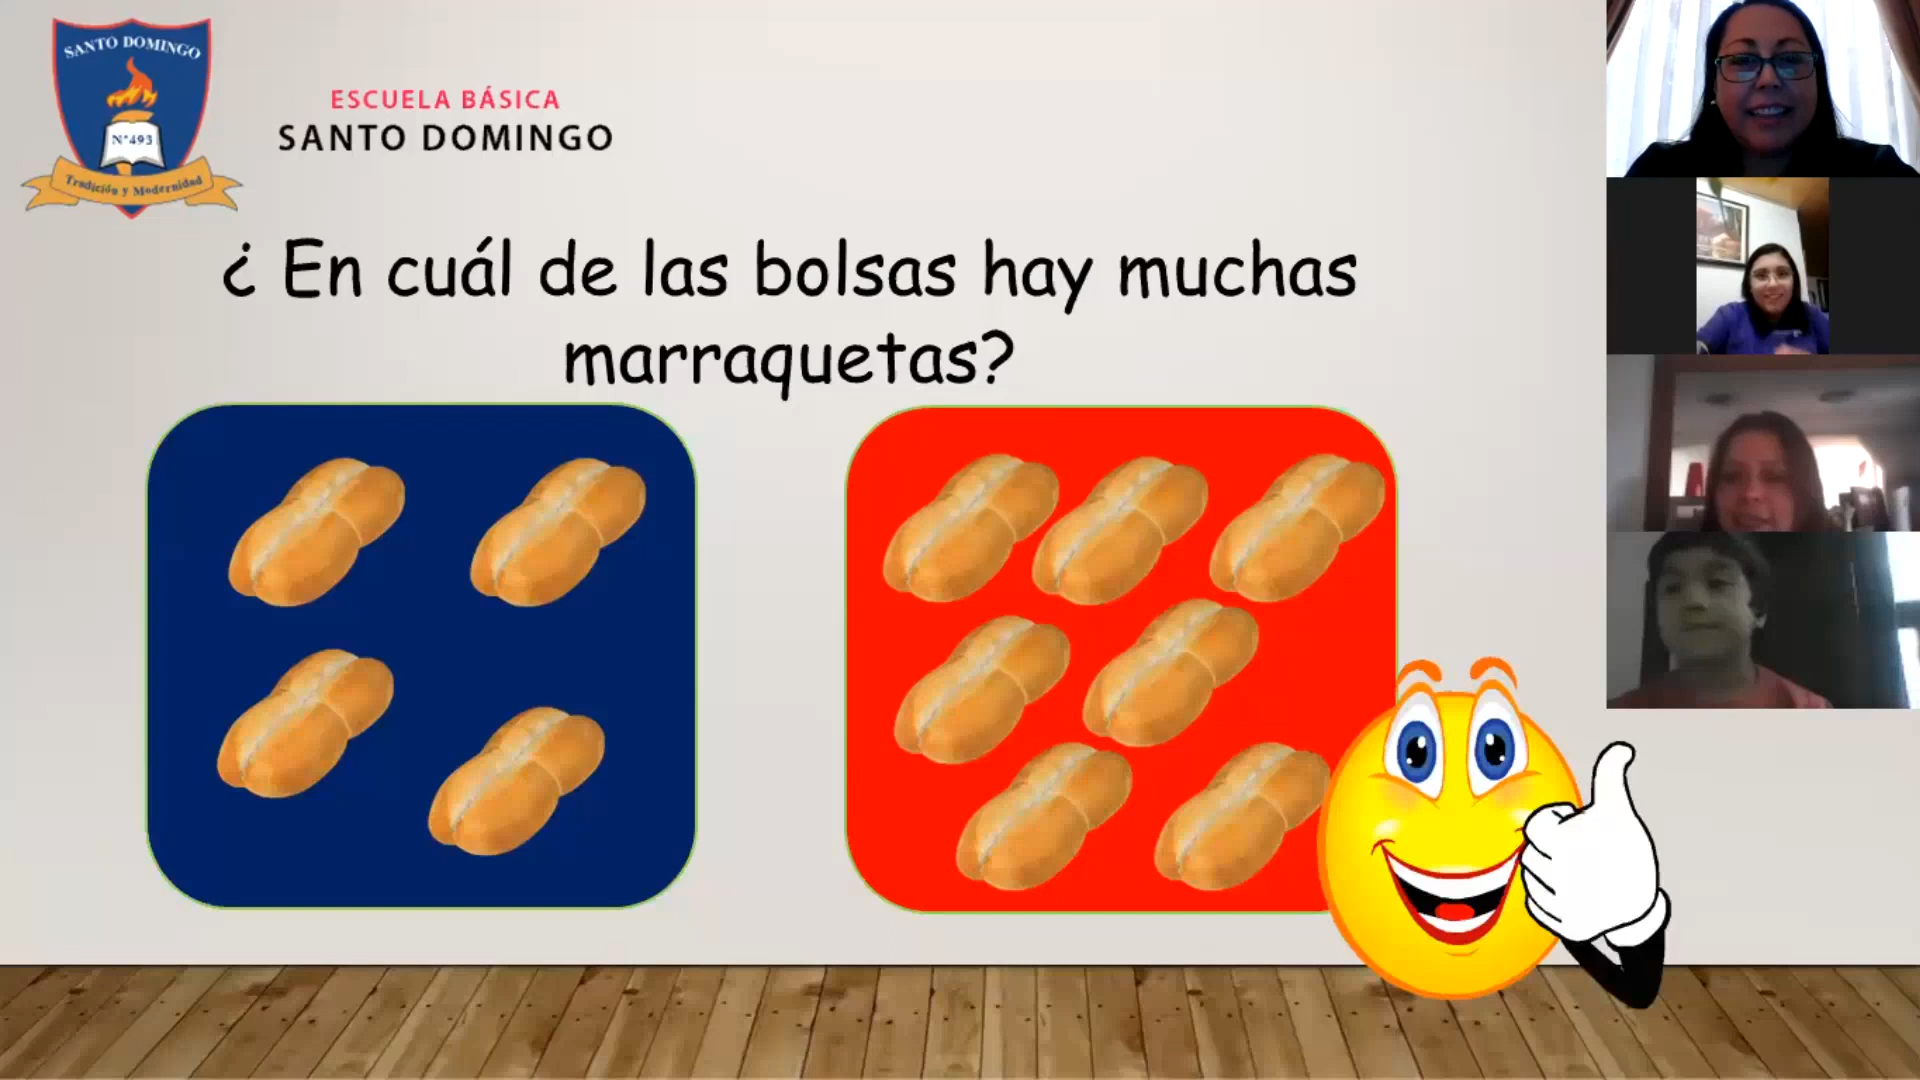 SANTO DOMINGO
N°493
Tradición y Modernidad
ESCUELA BÁSICA
SANTO DOMINGO
¿ En cuál de las bolsas hay muchas
marraquetas?